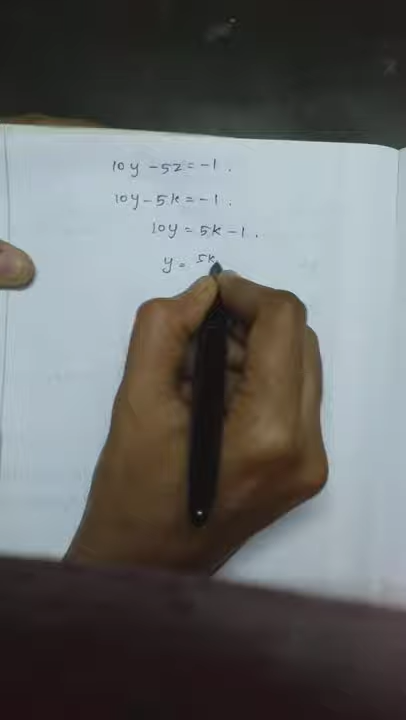 10y - 5z = -1.
10y - 5k = -1.
10y = 5k - 1.
y = 5k